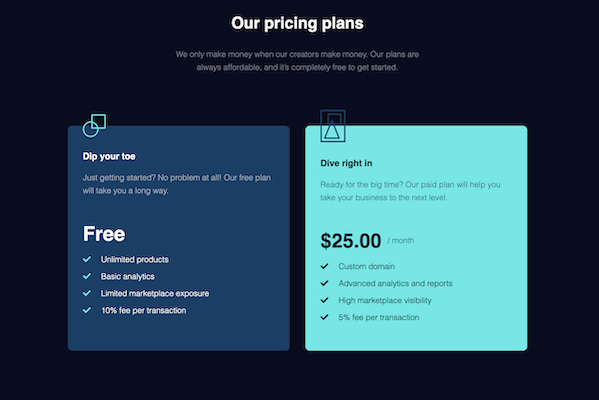 Our pricing plans
We only make money when our creators make money. Our plans are
always affordable, and it's completely free to get started.
Dip your toe
Just getting started? No problem at all! Our free plan
will take you a long way.
Free
Unlimited products
Basic analytics
Limited marketplace exposure
10% fee per transaction
Dive right in
Ready for the big time? Our paid plan will help you
take your business to the next level.
$25.00 / month
Custom domain
Advanced analytics and reports
High marketplace visibility
5% fee per transaction